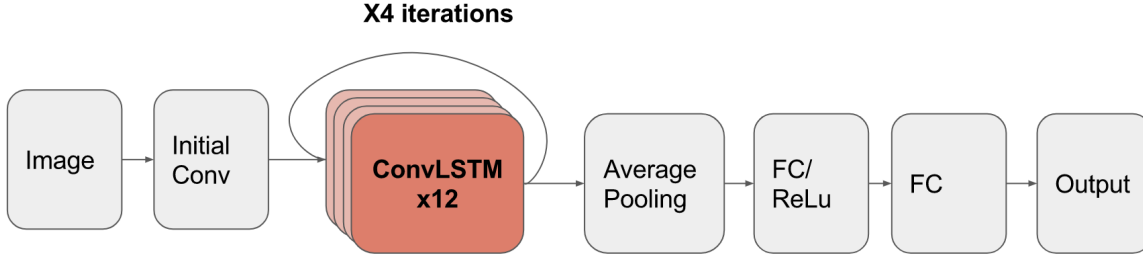 X4 iterations
Image
Initial
Conv
ConvLSTM
x12
Average
Pooling
FC/
ReLu
FC
Output